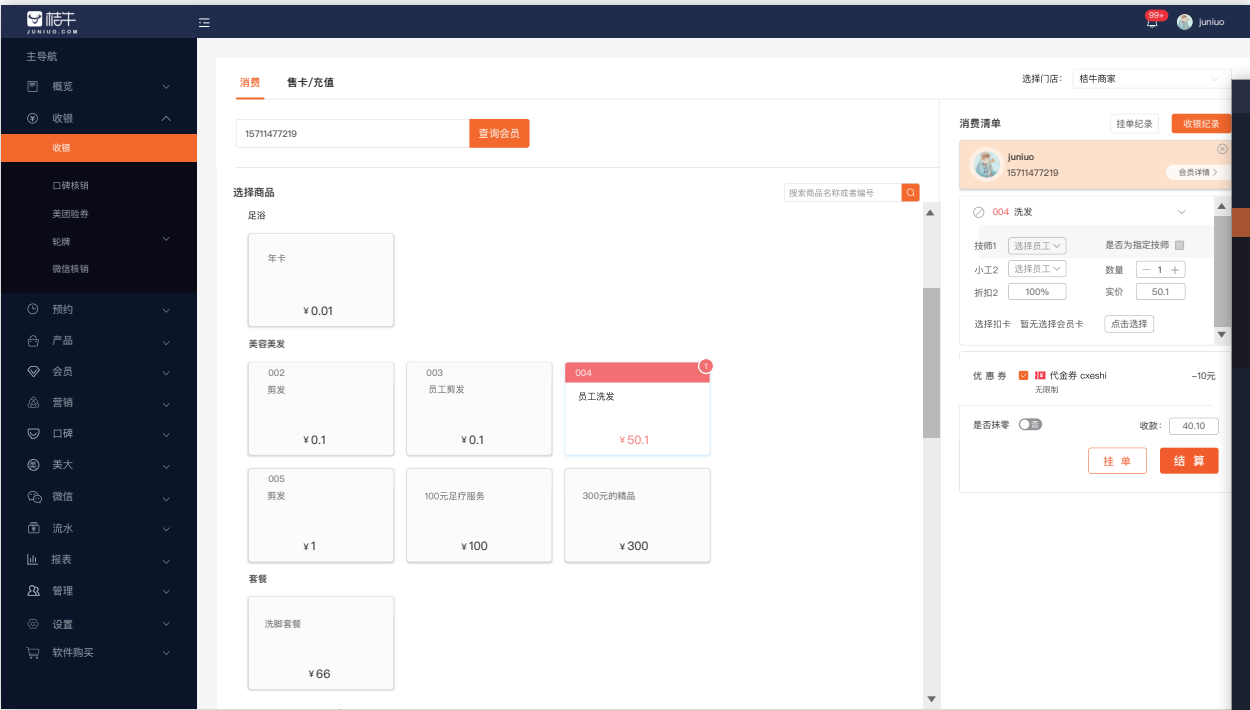 桔牛
JUNIUO.COM
99+
juniuo
主导航
概览
收银
收银
口碑核销
美团验券
轮牌
微信核销
预约
产品
会员
营销
口碑
美大
微信
流水
报表
管理
设置
软件购买
消费 售卡/充值
选择门店: 桔牛商家
15711477219 查询会员
选择商品
搜索商品名称或者编号
足浴
年卡
¥ 0.01
美容美发
002
剪发
¥ 0.1
003
员工剪发
¥ 0.1
004 1
员工洗发
¥ 50.1
005
剪发
¥ 1
100元足疗服务
¥ 100
300元的精品
¥ 300
套餐
洗脚套餐
¥ 66
消费清单 挂单纪录 收银纪录
juniuo
15711477219
会员详情
004 洗发
技师1 选择员工 是否为指定技师
小工2 选择员工 数量 － 1 ＋
折扣2 100% 实价 50.1
选择扣卡 暂无选择会员卡 点击选择
优惠券 代金券 cxeshi −10元
无限制
是否抹零 否 收款: 40.10
挂 单 结 算